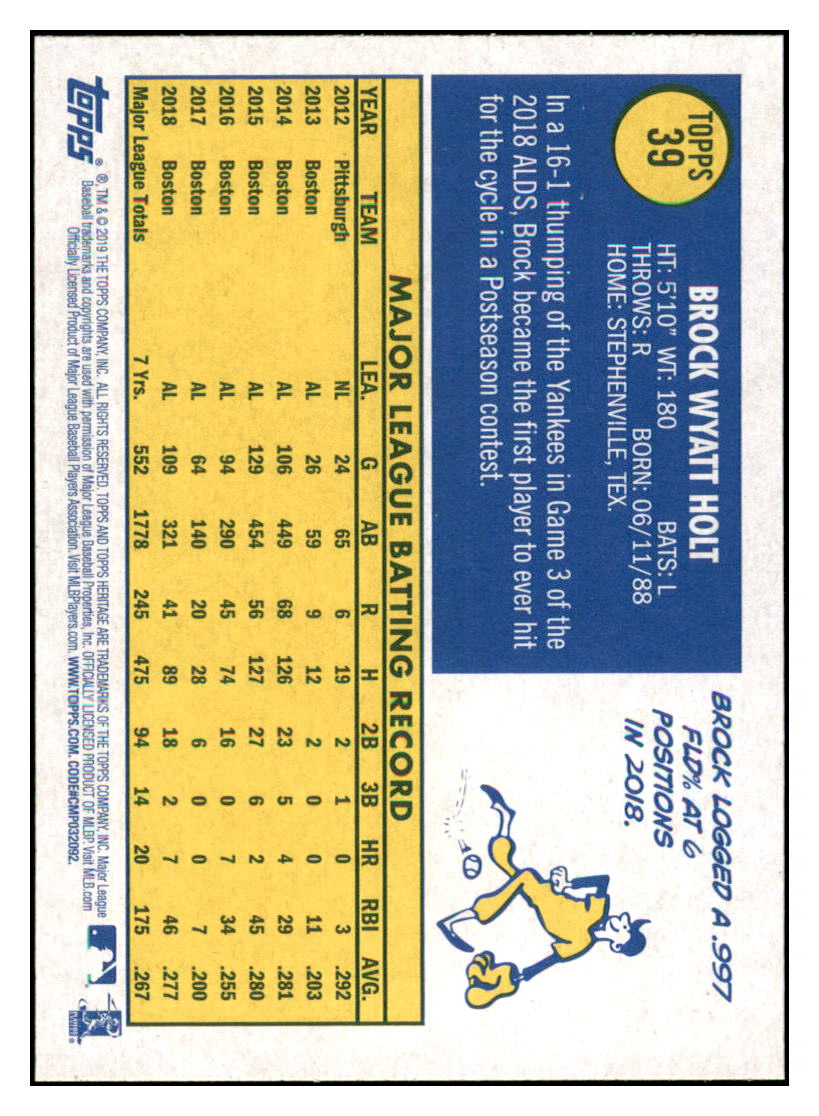 TOPPS
39
BROCK WYATT HOLT
HT: 5'10" WT: 180 BATS: L
THROWS: R BORN: 06/11/88
HOME: STEPHENVILLE, TEX.
In a 16-1 thumping of the Yankees in Game 3 of the
2018 ALDS, Brock became the first player to ever hit
for the cycle in a Postseason contest.
BROCK LOGGED A .997
FLD% AT 6
POSITIONS
IN 2018.
MAJOR LEAGUE BATTING RECORD
YEAR TEAM LEA. G AB R H 2B 3B HR RBI AVG.
2012 Pittsburgh NL 24 65 6 19 2 1 0 3 .292
2013 Boston AL 26 59 9 12 2 0 0 11 .203
2014 Boston AL 106 449 68 126 23 5 4 29 .281
2015 Boston AL 129 454 56 127 27 6 2 45 .280
2016 Boston AL 94 290 45 74 16 0 7 34 .255
2017 Boston AL 64 140 20 28 6 0 0 7 .200
2018 Boston AL 109 321 41 89 18 2 7 46 .277
Major League Totals 7 Yrs. 552 1778 245 475 94 14 20 175 .267
topps®
®, TM & © 2019 THE TOPPS COMPANY, INC. ALL RIGHTS RESERVED. TOPPS AND TOPPS HERITAGE ARE TRADEMARKS OF THE TOPPS COMPANY, INC. Major League
Baseball trademarks and copyrights are used with permission of Major League Baseball Properties, Inc. OFFICIALLY LICENSED PRODUCT OF MLBP. Visit MLB.com
Officially Licensed Product of Major League Baseball Players Association. Visit MLBPlayers.com. WWW.TOPPS.COM. CODE#CMP032092.